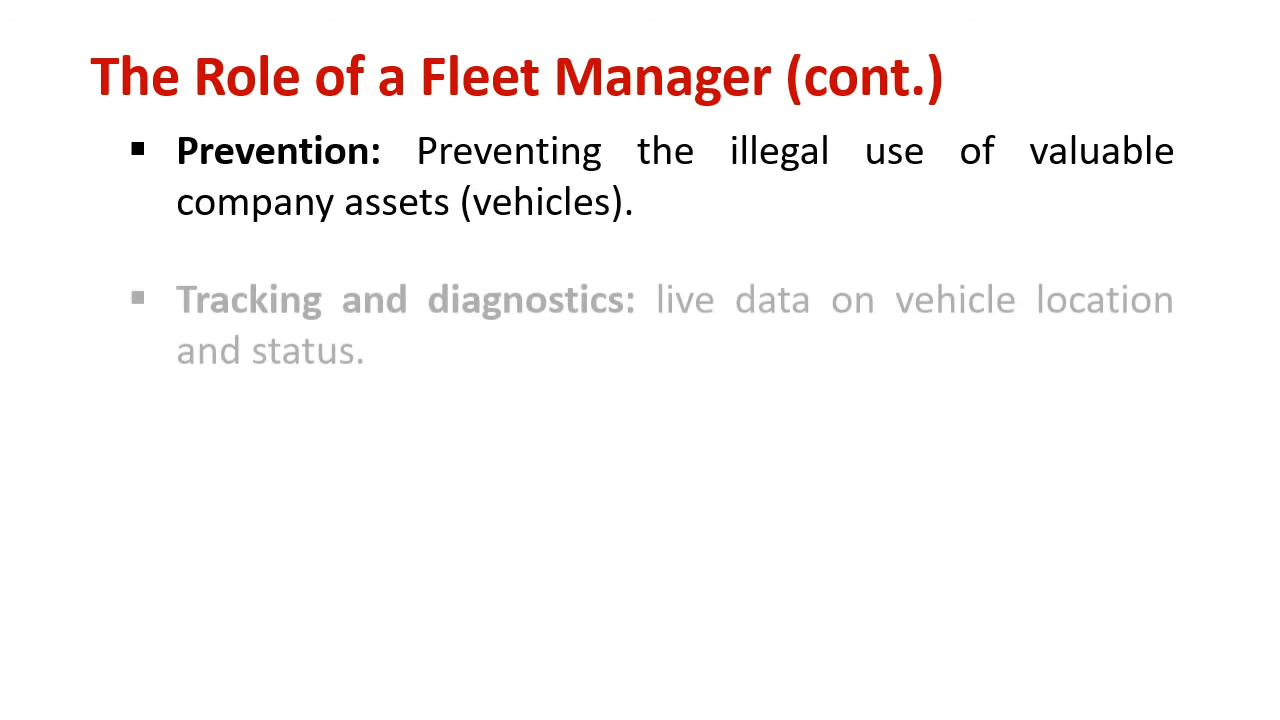 The Role of a Fleet Manager (cont.)
▪ Prevention: Preventing the illegal use of valuable
company assets (vehicles).
▪ Tracking and diagnostics: live data on vehicle location
and status.